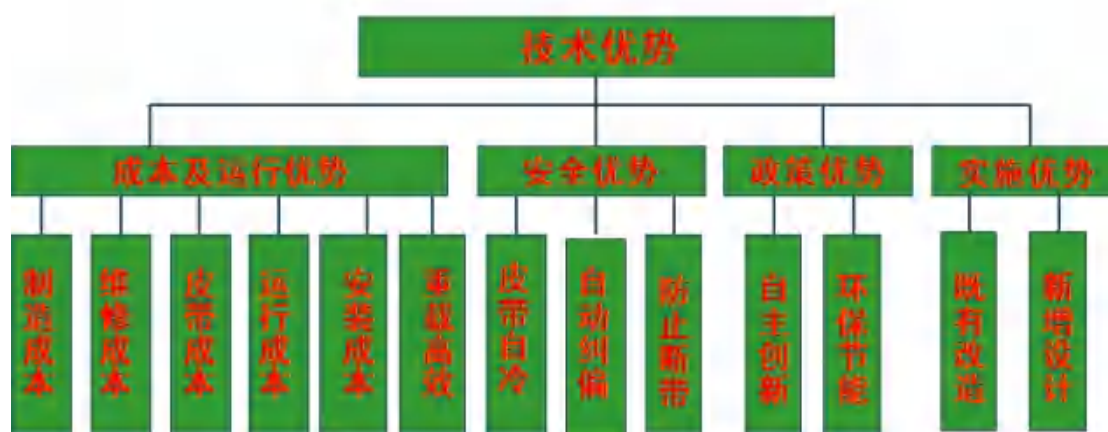 技术优势
成本及运行优势
安全优势
政策优势
实施优势
制造成本
维修成本
皮带成本
运行成本
安装成本
重载高效
皮带自冷
自动纠偏
防止断带
自主创新
环保节能
既有改造
新增设计